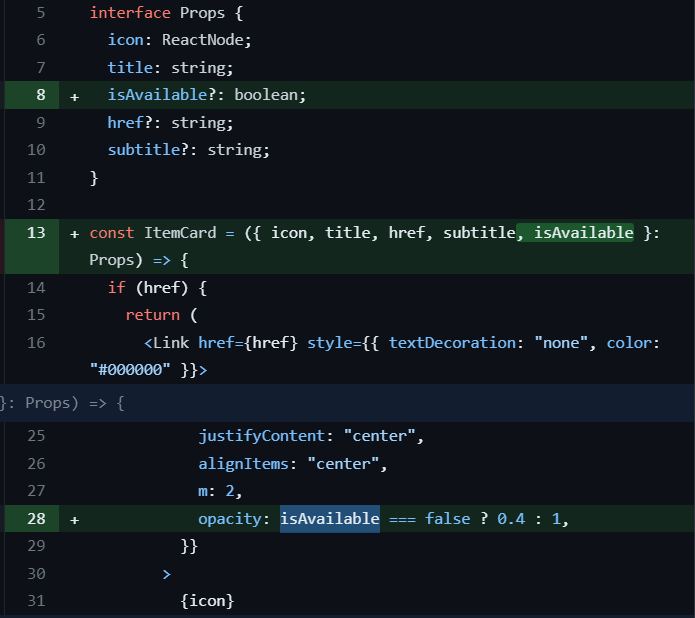 5 interface Props {
6 icon: ReactNode;
7 title: string;
8 + isAvailable?: boolean;
9 href?: string;
10 subtitle?: string;
11 }
12
13 + const ItemCard = ({ icon, title, href, subtitle, isAvailable }:
Props) => {
14 if (href) {
15 return (
16 <Link href={href} style={{ textDecoration: "none", color:
"#000000" }}>
}: Props) => {
25 justifyContent: "center",
26 alignItems: "center",
27 m: 2,
28 + opacity: isAvailable === false ? 0.4 : 1,
29 }}
30 >
31 {icon}